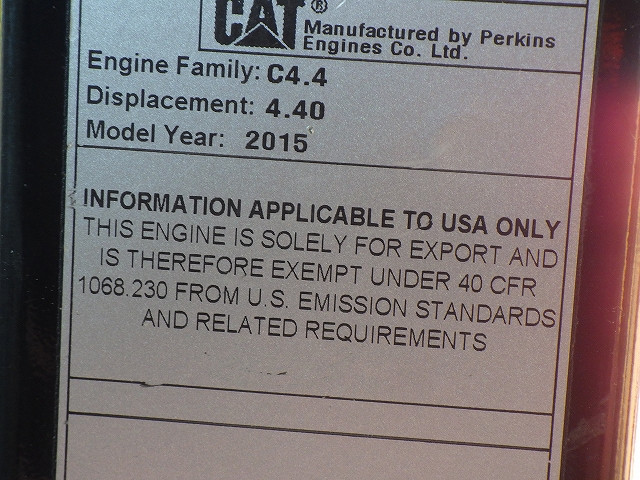 CAT® Manufactured by Perkins
Engines Co. Ltd.
Engine Family: C4.4
Displacement: 4.40
Model Year: 2015
INFORMATION APPLICABLE TO USA ONLY
THIS ENGINE IS SOLELY FOR EXPORT AND
IS THEREFORE EXEMPT UNDER 40 CFR
1068.230 FROM U.S. EMISSION STANDARDS
AND RELATED REQUIREMENTS